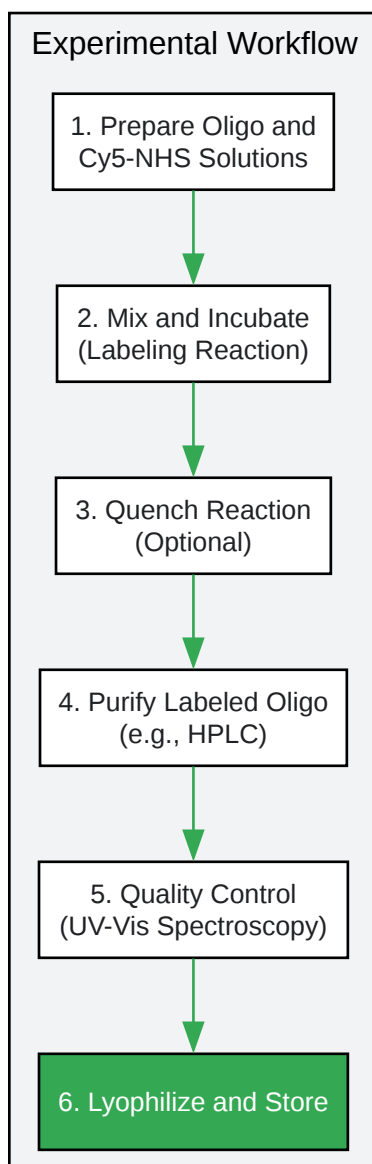 Experimental Workflow
1. Prepare Oligo and
Cy5-NHS Solutions
2. Mix and Incubate
(Labeling Reaction)
3. Quench Reaction
(Optional)
4. Purify Labeled Oligo
(e.g., HPLC)
5. Quality Control
(UV-Vis Spectroscopy)
6. Lyophilize and Store